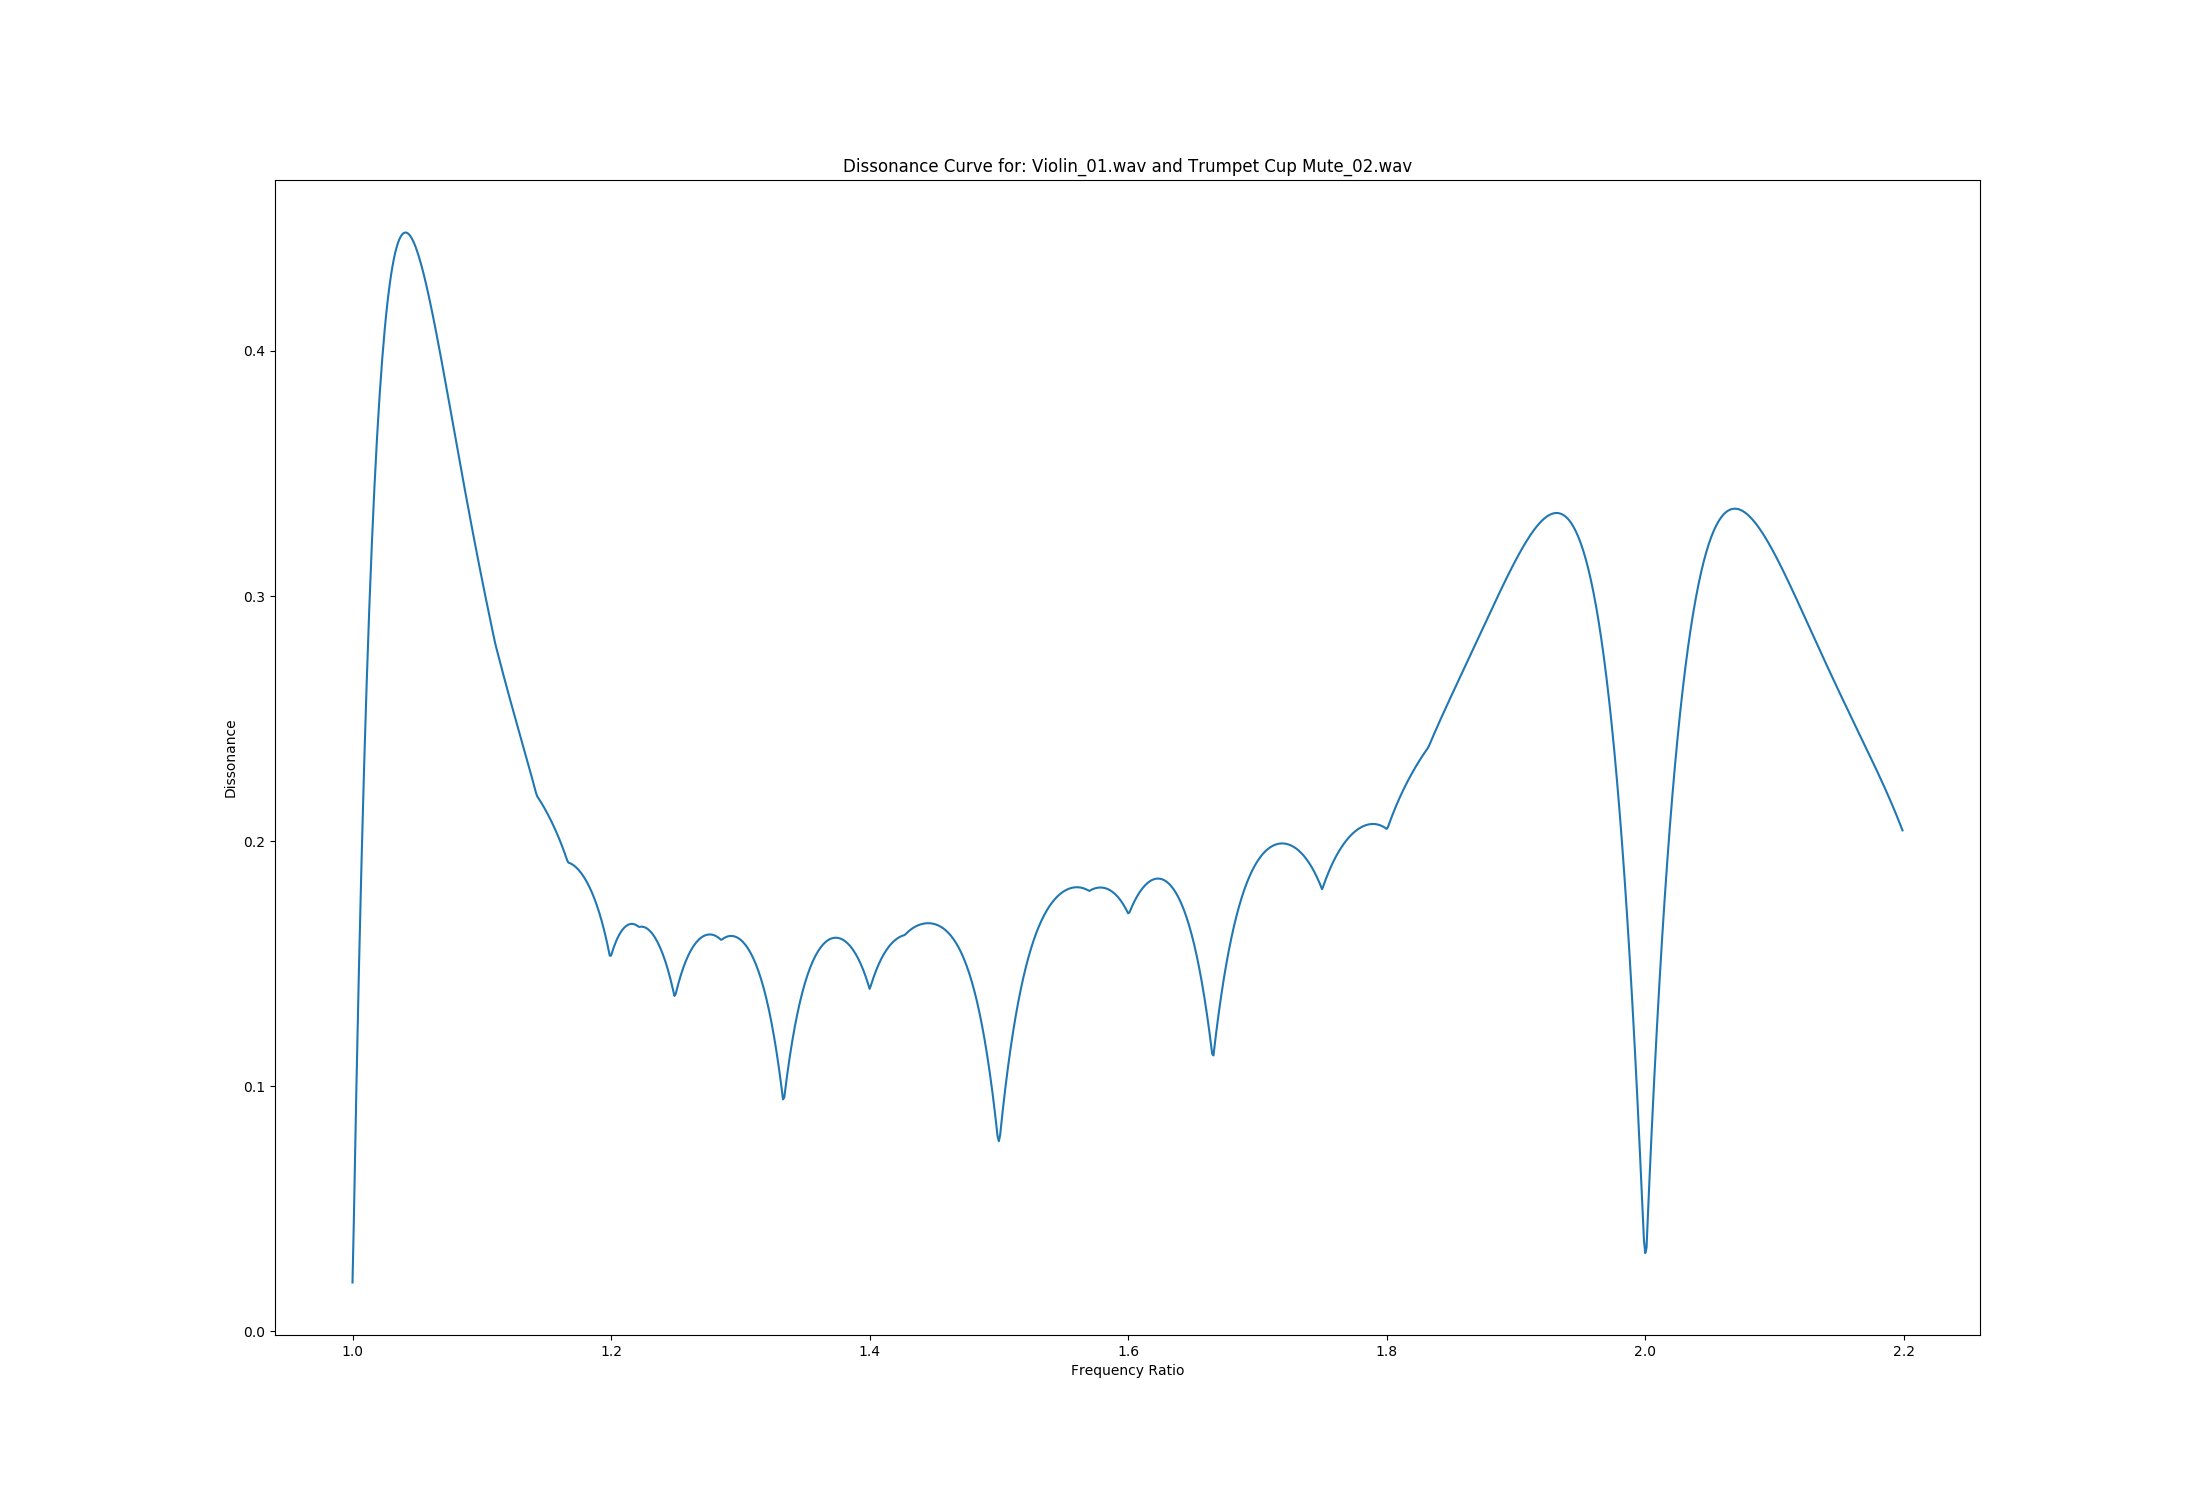 Dissonance Curve for: Violin_01.wav and Trumpet Cup Mute_02.wav
Dissonance
0.4
0.3
0.2
0.1
0.0
1.0 1.2 1.4 1.6 1.8 2.0 2.2
Frequency Ratio